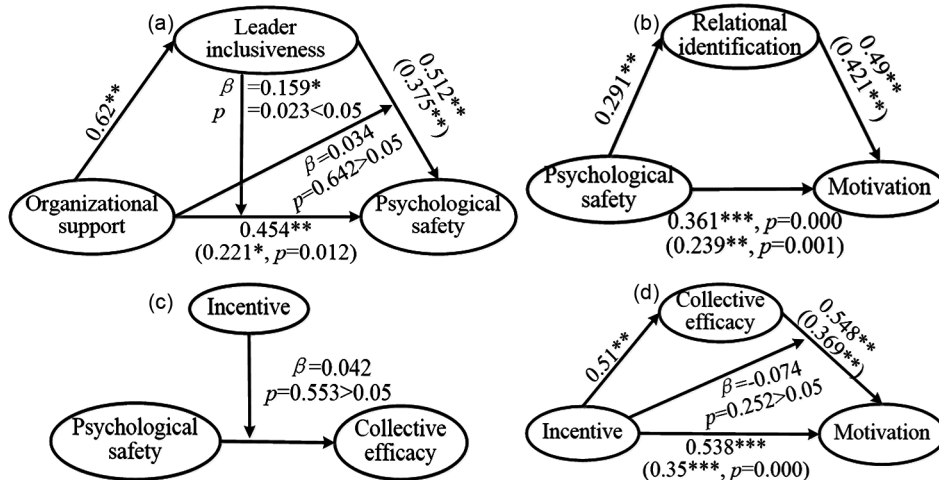 (a)
Leader
inclusiveness
0.62**
β =0.159*
p =0.023<0.05
0.512**
(0.375**)
β=0.034
p=0.642>0.05
Organizational
support
Psychological
safety
0.454**
(0.221*, p=0.012)
(b)
Relational
identification
0.291**
0.49**
(0.421**)
Psychological
safety
Motivation
0.361***, p=0.000
(0.239**, p=0.001)
(c)
Incentive
β=0.042
p=0.553>0.05
Psychological
safety
Collective
efficacy
(d)
Collective
efficacy
0.51**
0.548**
(0.369**)
β=-0.074
p=0.252>0.05
Incentive
Motivation
0.538***
(0.35***, p=0.000)